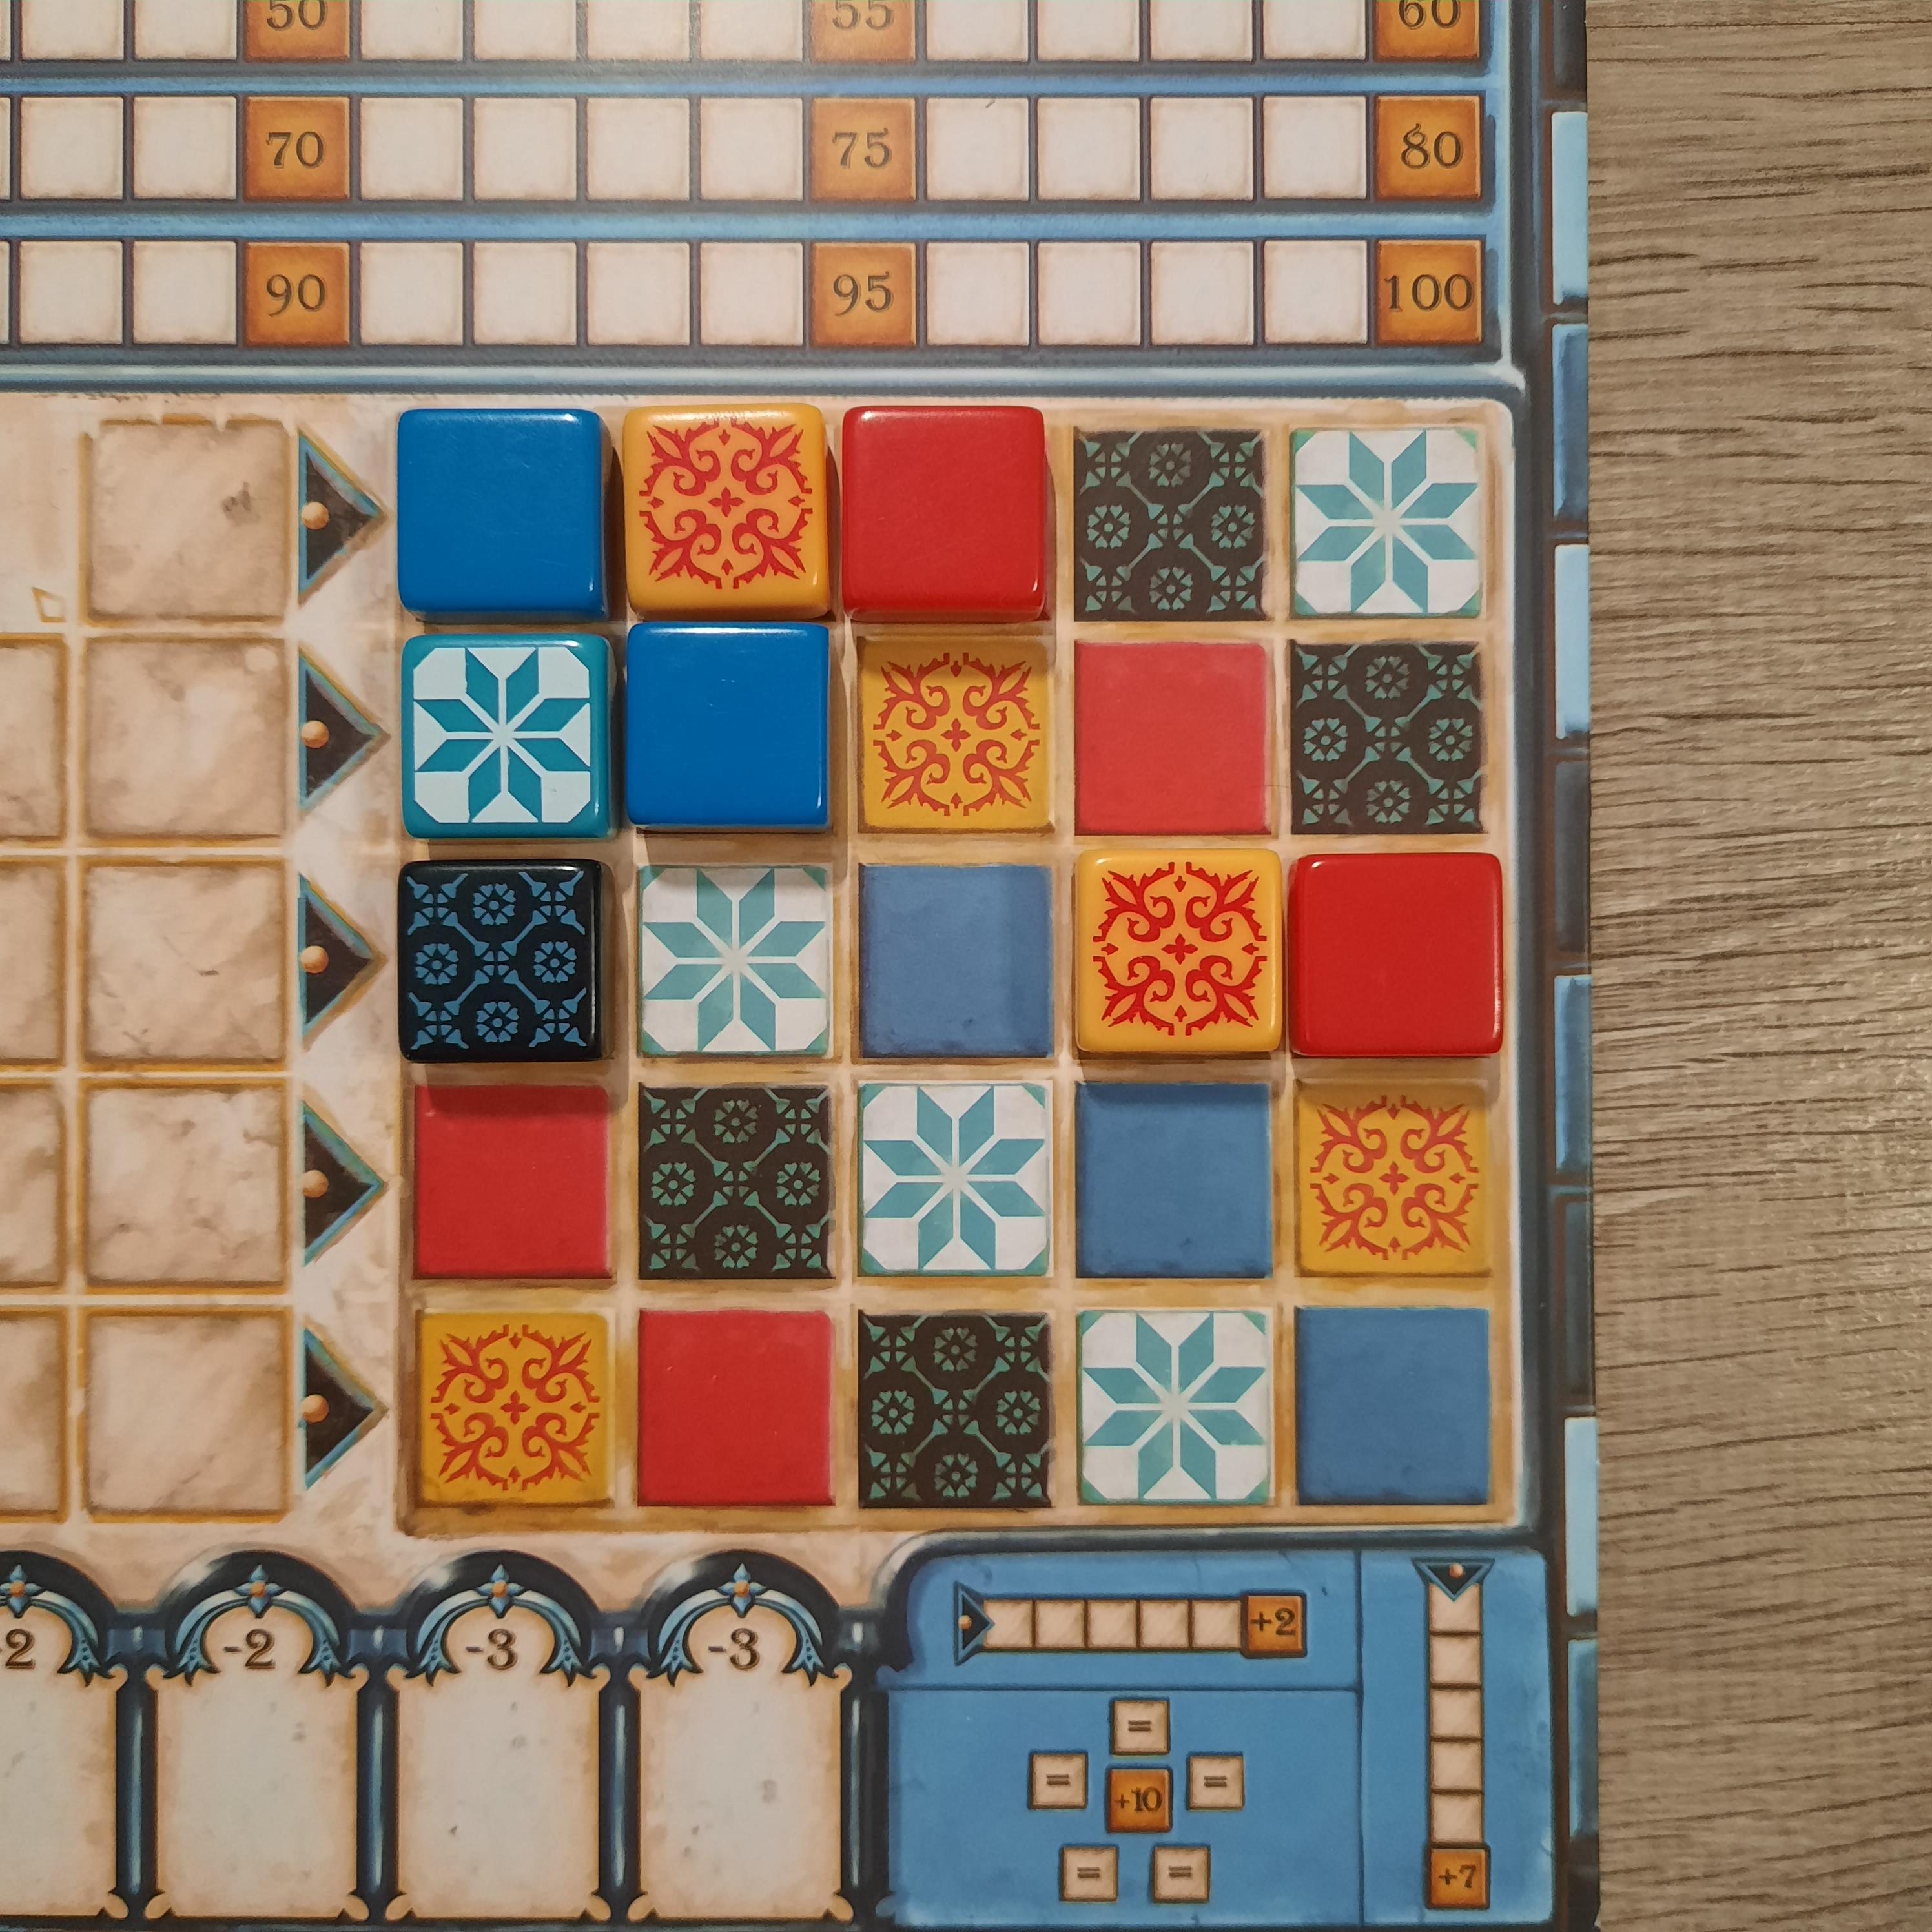 50 55 60
70 75 80
90 95 100
-2 -2 -3 -3
+2
=
= +10 =
= =
+7